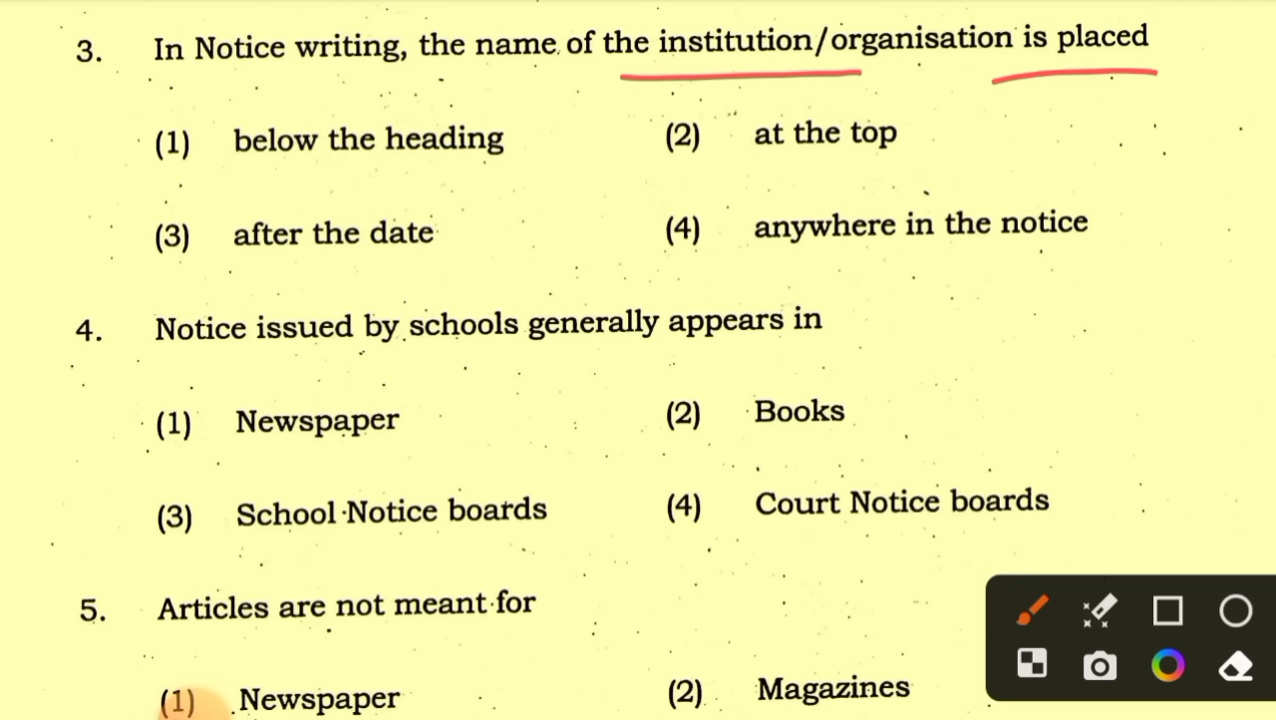 3. In Notice writing, the name of the institution/organisation is placed
(1) below the heading (2) at the top
(3) after the date (4) anywhere in the notice
4. Notice issued by schools generally appears in
(1) Newspaper (2) Books
(3) School Notice boards (4) Court Notice boards
5. Articles are not meant for
(1) Newspaper (2) Magazines